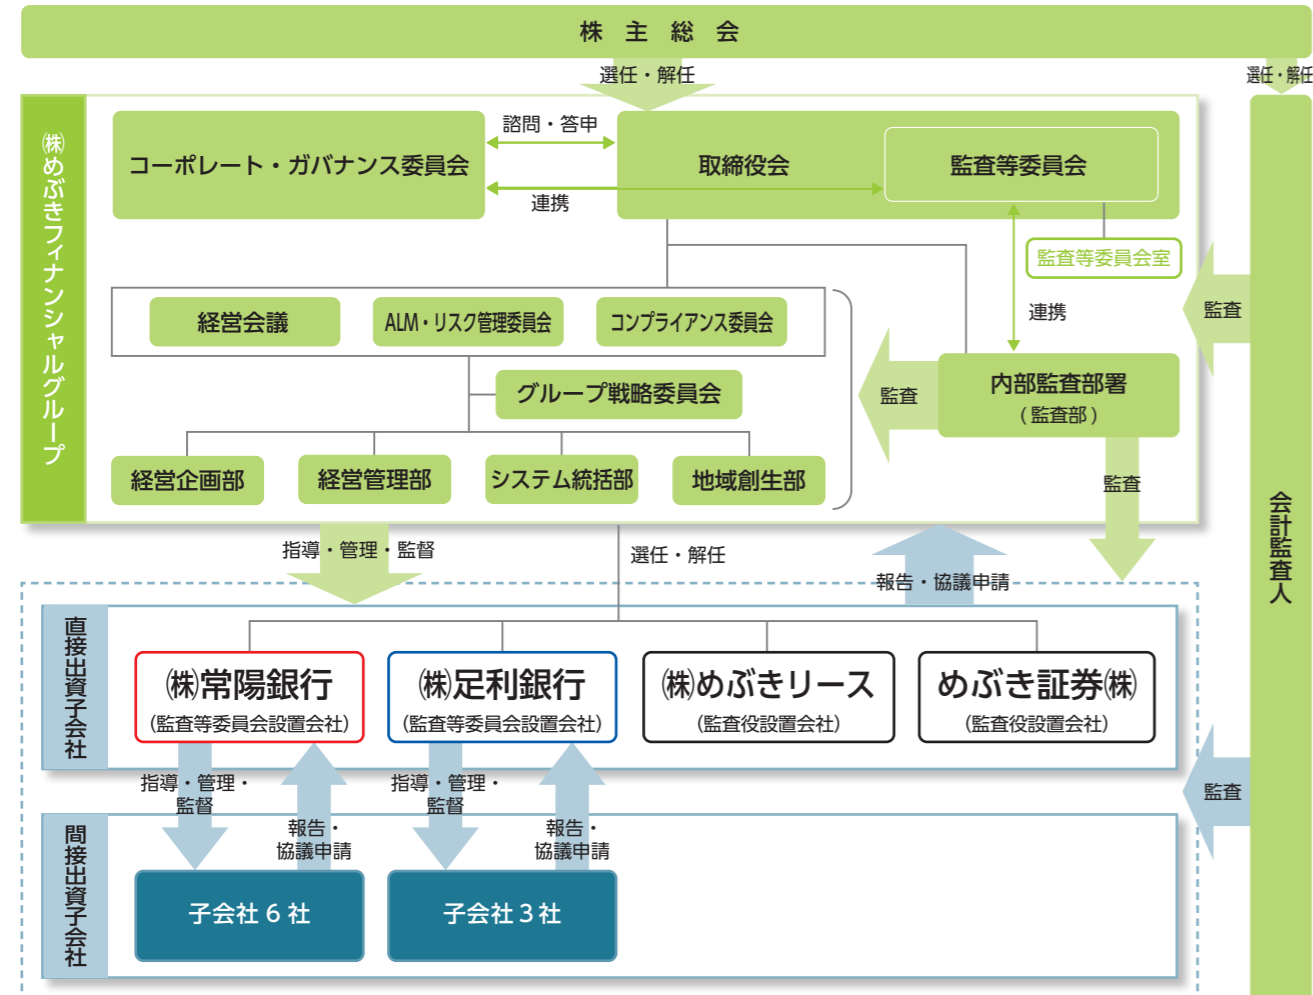 株主総会
選任・解任
選任・解任
㈱めぶきフィナンシャルグループ
コーポレート・ガバナンス委員会
諮問・答申
連携
取締役会
監査等委員会
監査等委員会室
連携
監査
経営会議
ALM・リスク管理委員会
コンプライアンス委員会
グループ戦略委員会
監査
内部監査部署
（監査部）
経営企画部
経営管理部
システム統括部
地域創生部
監査
会計監査人
指導・管理・監督
選任・解任
報告・協議申請
直接出資子会社
㈱常陽銀行
（監査等委員会設置会社）
㈱足利銀行
（監査等委員会設置会社）
㈱めぶきリース
（監査役設置会社）
めぶき証券㈱
（監査役設置会社）
指導・管理・
監督
報告・
協議申請
指導・管理・
監督
報告・
協議申請
監査
間接出資子会社
子会社６社
子会社３社